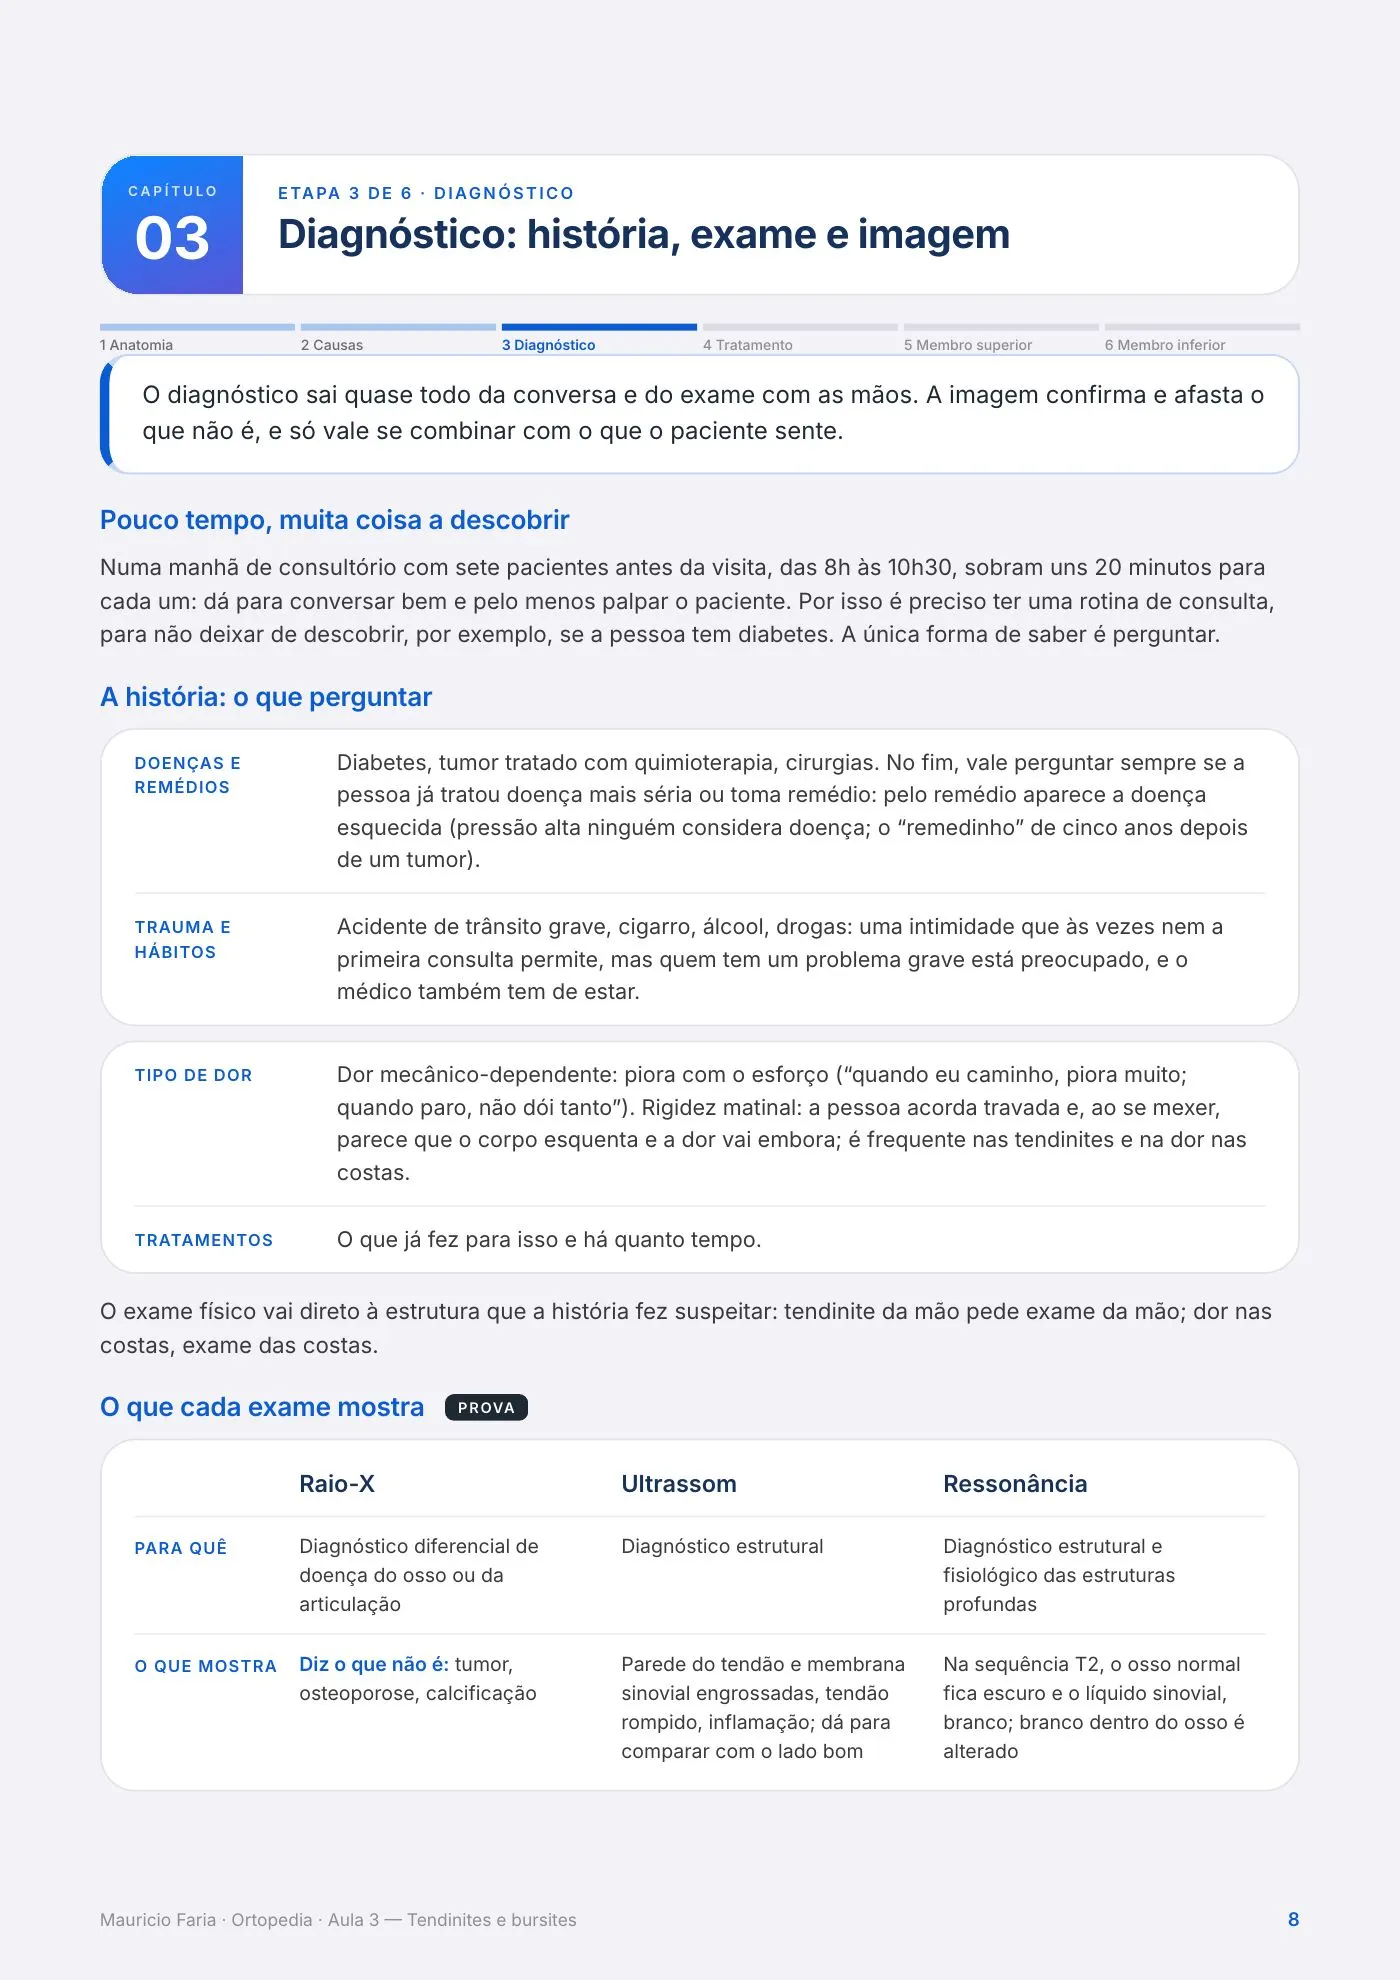 CAPÍTULO
03
ETAPA 3 DE 6 · DIAGNÓSTICO
Diagnóstico: história, exame e imagem
1 Anatomia
2 Causas
3 Diagnóstico
4 Tratamento
5 Membro superior
6 Membro inferior
O diagnóstico sai quase todo da conversa e do exame com as mãos. A imagem confirma e afasta o
que não é, e só vale se combinar com o que o paciente sente.
Pouco tempo, muita coisa a descobrir
Numa manhã de consultório com sete pacientes antes da visita, das 8h às 10h30, sobram uns 20 minutos para
cada um: dá para conversar bem e pelo menos palpar o paciente. Por isso é preciso ter uma rotina de consulta,
para não deixar de descobrir, por exemplo, se a pessoa tem diabetes. A única forma de saber é perguntar.
A história: o que perguntar
DOENÇAS E
REMÉDIOS
Diabetes, tumor tratado com quimioterapia, cirurgias. No fim, vale perguntar sempre se a
pessoa já tratou doença mais séria ou toma remédio: pelo remédio aparece a doença
esquecida (pressão alta ninguém considera doença; o “remedinho” de cinco anos depois
de um tumor).
TRAUMA E
HÁBITOS
Acidente de trânsito grave, cigarro, álcool, drogas: uma intimidade que às vezes nem a
primeira consulta permite, mas quem tem um problema grave está preocupado, e o
médico também tem de estar.
TIPO DE DOR
Dor mecânico-dependente: piora com o esforço (“quando eu caminho, piora muito;
quando paro, não dói tanto”). Rigidez matinal: a pessoa acorda travada e, ao se mexer,
parece que o corpo esquenta e a dor vai embora; é frequente nas tendinites e na dor nas
costas.
TRATAMENTOS
O que já fez para isso e há quanto tempo.
O exame físico vai direto à estrutura que a história fez suspeitar: tendinite da mão pede exame da mão; dor nas
costas, exame das costas.
O que cada exame mostra
PROVA
Raio-X
Ultrassom
Ressonância
PARA QUÊ
Diagnóstico diferencial de
doença do osso ou da
articulação
Diagnóstico estrutural
Diagnóstico estrutural e
fisiológico das estruturas
profundas
O QUE MOSTRA
Diz o que não é: tumor,
osteoporose, calcificação
Parede do tendão e membrana
sinovial engrossadas, tendão
rompido, inflamação; dá para
comparar com o lado bom
Na sequência T2, o osso normal
fica escuro e o líquido sinovial,
branco; branco dentro do osso é
alterado
Mauricio Faria · Ortopedia · Aula 3 — Tendinites e bursites
8